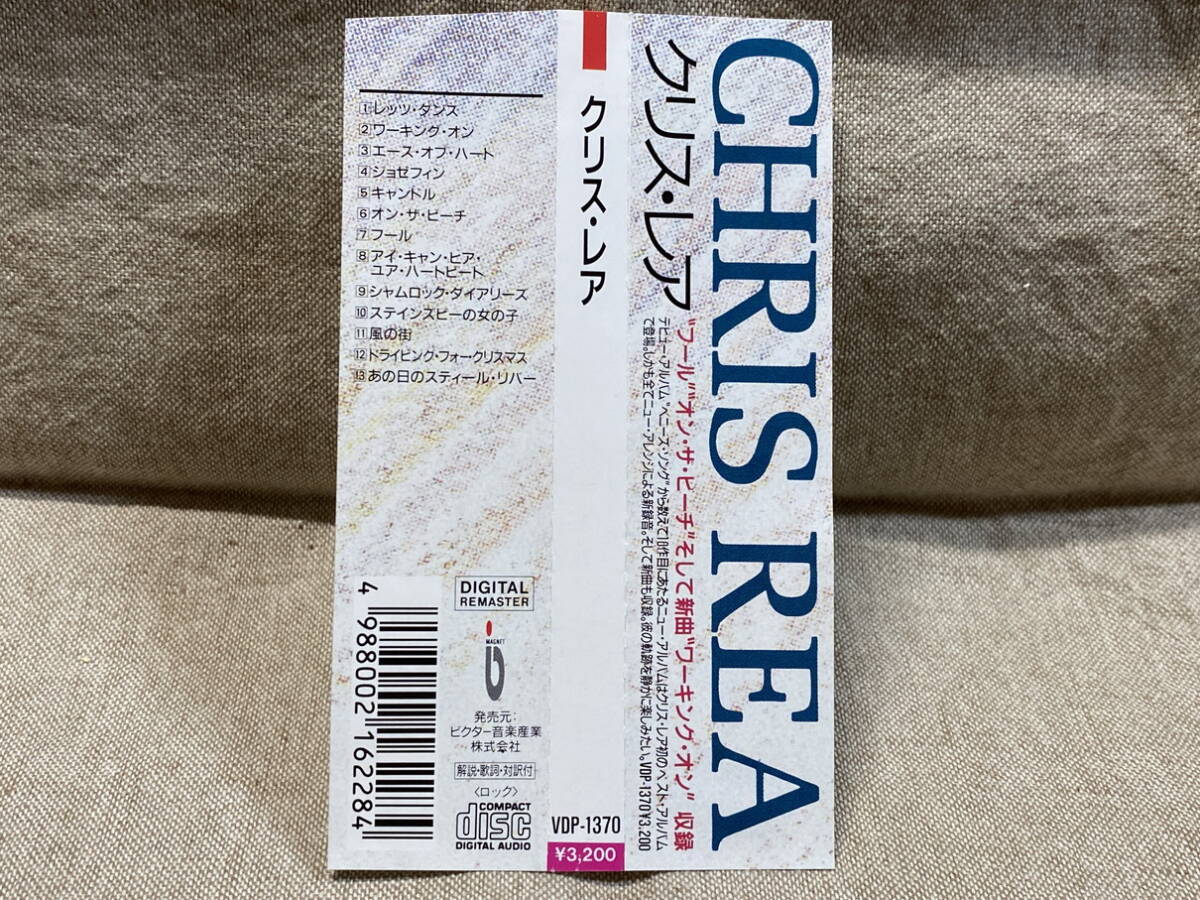 CHRIS REA
クリス・レア
“フール”“オン・ザ・ビーチ”そして新曲“ワーキング・オン”収録
デビュー・アルバム“ベニーズ・ソング”から数えて10作目にあたるニュー・アルバムはクリス・レア初のベスト・アルバム
で登場。しかも全てニュー・アレンジによる新録音。そして新曲も収録。彼の軌跡を静かに楽しみたい。VDP-1370¥3,200
クリス・レア
VDP-1370
¥3,200
1 レッツ・ダンス
2 ワーキング・オン
3 エース・オブ・ハート
4 ジョゼフィン
5 キャンドル
6 オン・ザ・ビーチ
7 フール
8 アイ・キャン・ヒア・
ユア・ハートビート
9 シャムロック・ダイアリーズ
10 ステインズビーの女の子
11 風の街
12 ドライビング・フォー・クリスマス
13 あの日のスティール・リバー
DIGITAL
REMASTER
MAGNET
発売元:
ビクター音楽産業
株式会社
解説・歌詞・対訳付
〈ロック〉
COMPACT
disc
DIGITAL AUDIO
4 988002 162284